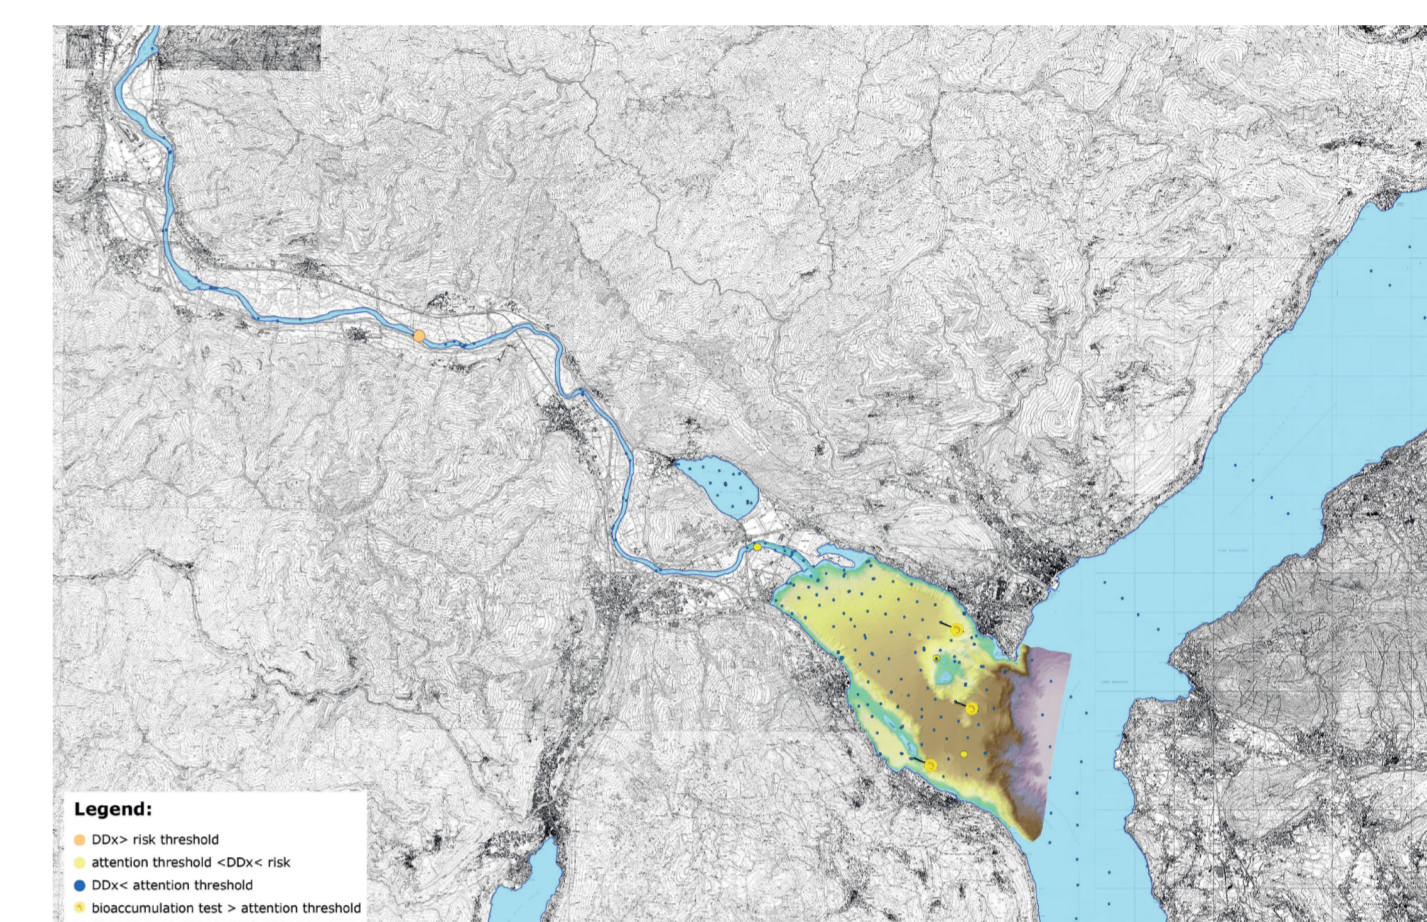 Legend:
DDx> risk threshold
attention threshold <DDx< risk
DDx< attention threshold
bioaccumulation test > attention threshold